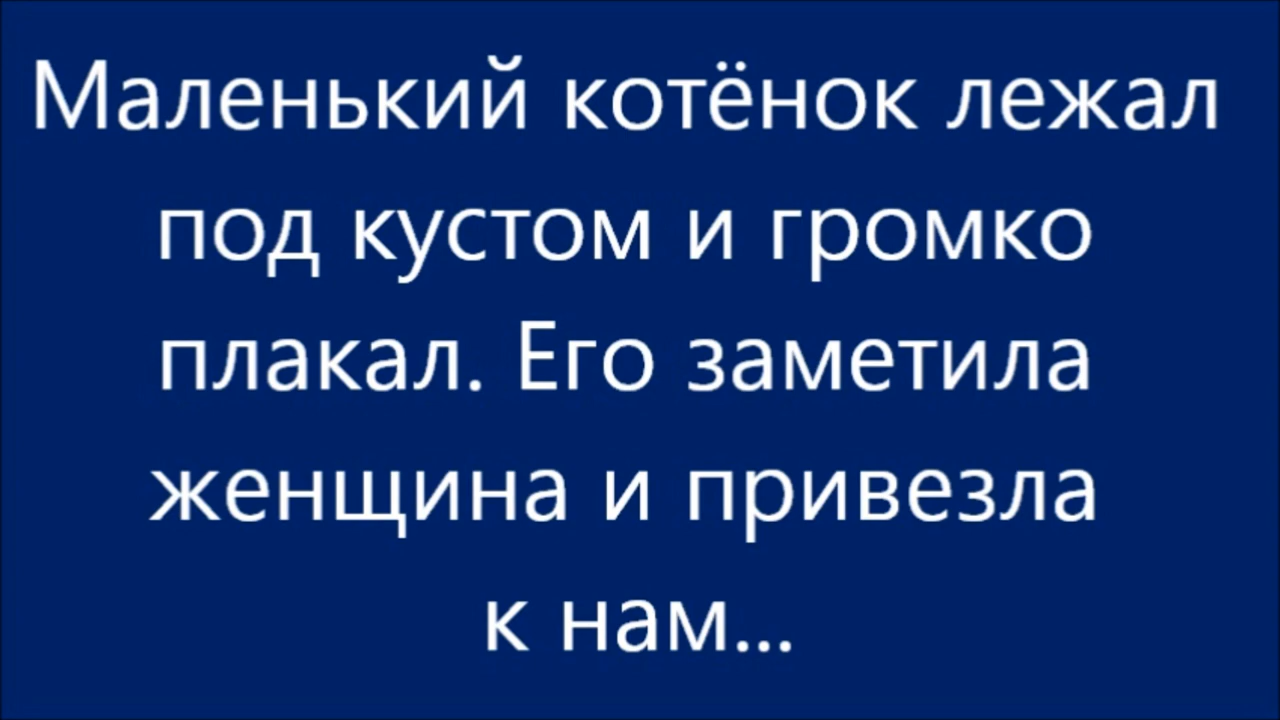 Маленький котёнок лежал
под кустом и громко
плакал. Его заметила
женщина и привезла
к нам...